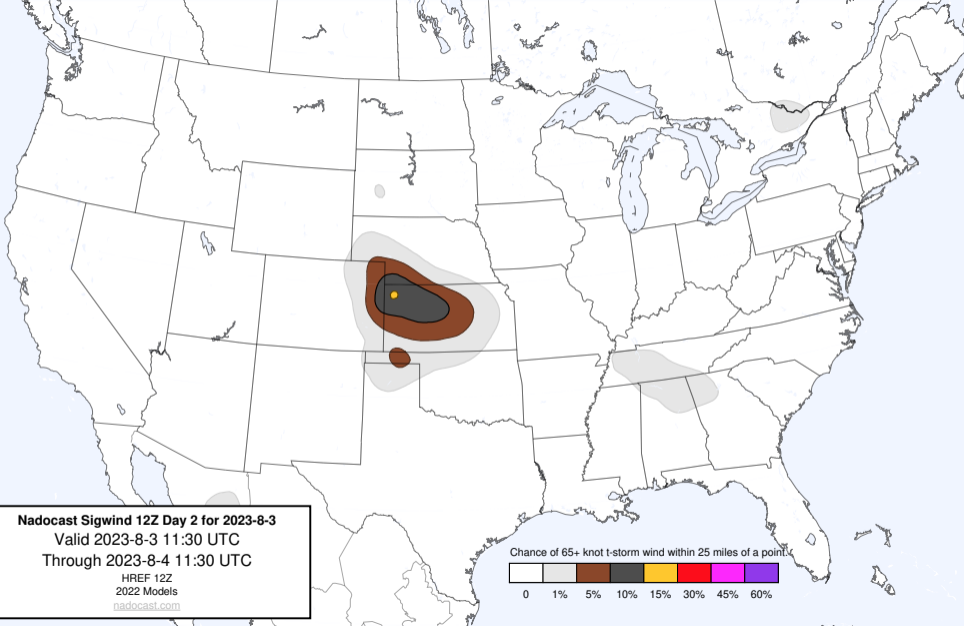 Nadocast Sigwind 12Z Day 2 for 2023-8-3
Valid 2023-8-3 11:30 UTC
Through 2023-8-4 11:30 UTC
HREF 12Z
2022 Models
nadocast.com
Chance of 65+ knot t-storm wind within 25 miles of a point.
0 1% 5% 10% 15% 30% 45% 60%